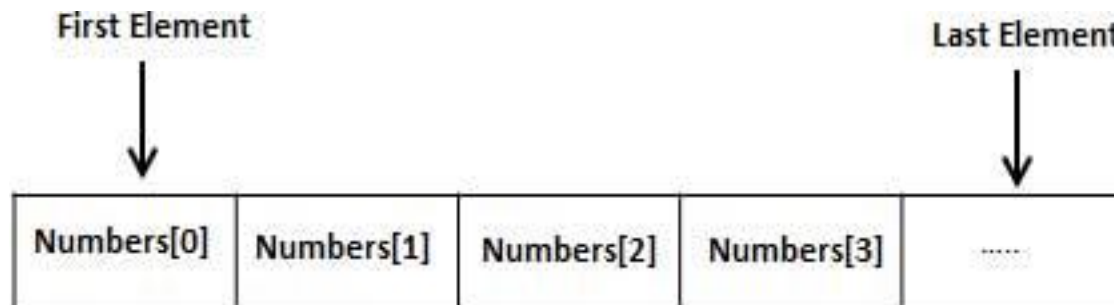 First Element
Last Element
Numbers[0] Numbers[1] Numbers[2] Numbers[3] .....